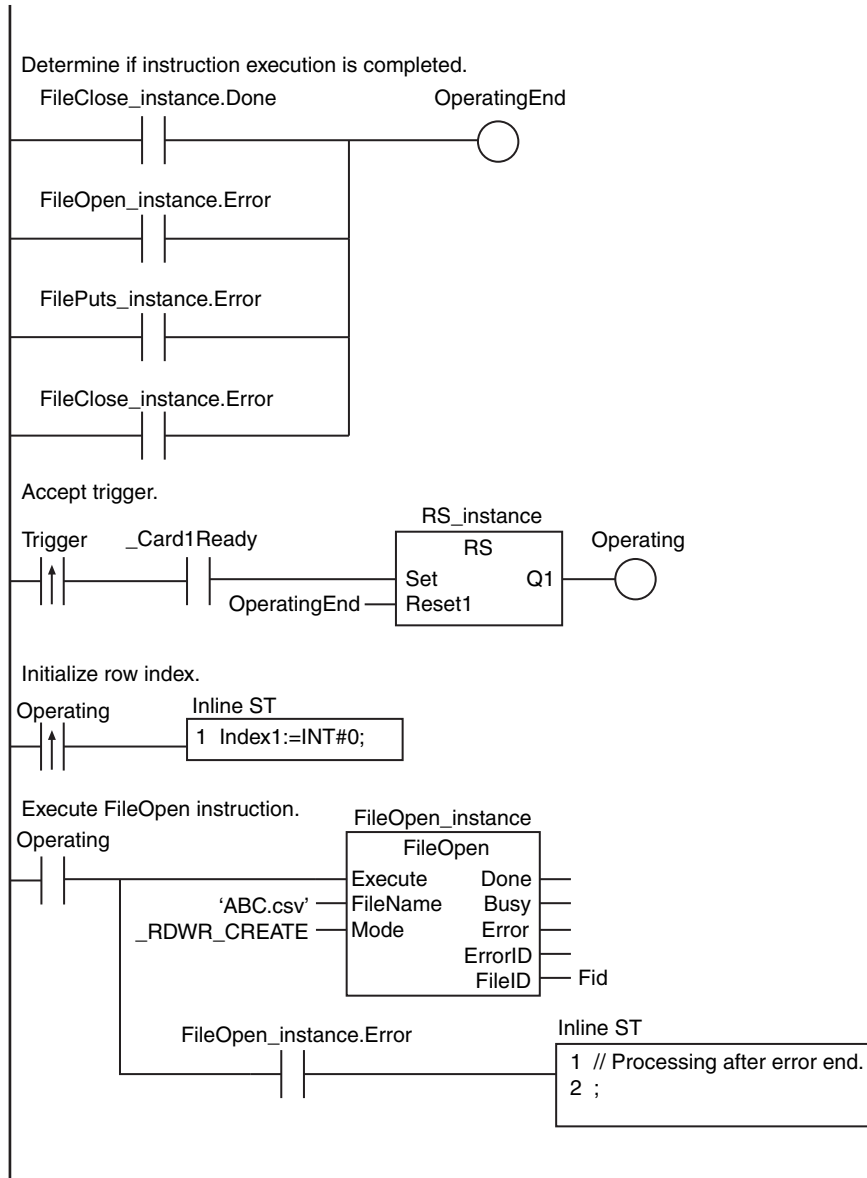 Determine if instruction execution is completed.
FileClose_instance.Done OperatingEnd
FileOpen_instance.Error
FilePuts_instance.Error
FileClose_instance.Error
Accept trigger.
RS_instance
Trigger _Card1Ready RS Operating
Set Q1
OperatingEnd Reset1
Initialize row index.
Operating Inline ST
1 Index1:=INT#0;
Execute FileOpen instruction.
FileOpen_instance
Operating FileOpen
Execute Done
‘ABC.csv’ FileName Busy
_RDWR_CREATE Mode Error
ErrorID
FileID Fid
FileOpen_instance.Error Inline ST
1 // Processing after error end.
2 ;